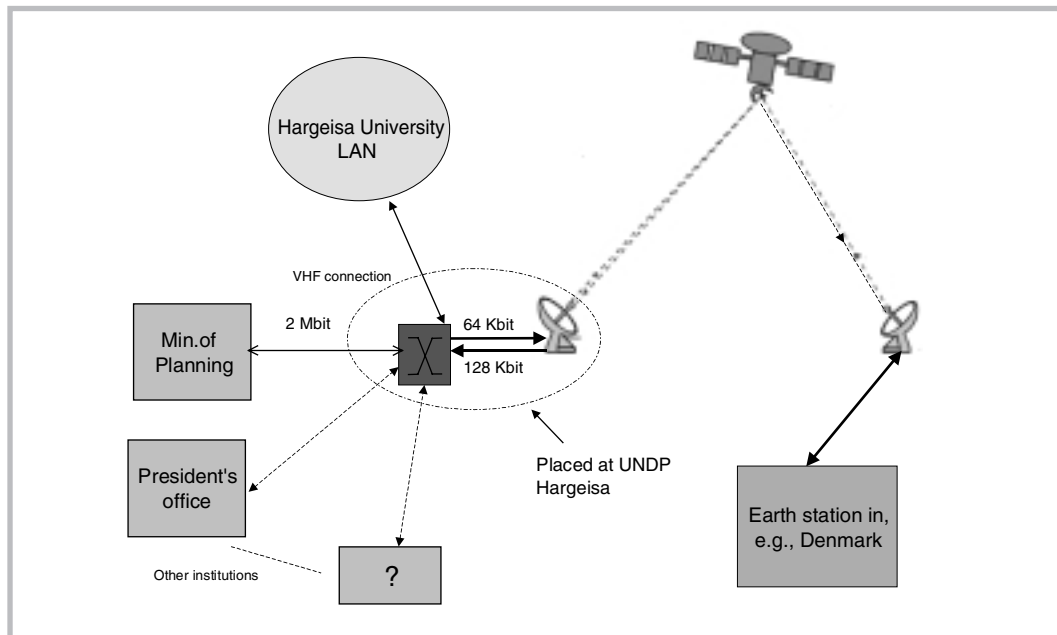 Hargeisa University
LAN
VHF connection
2 Mbit
64 Kbit
128 Kbit
Min.of
Planning
President's
office
Other institutions
?
Placed at UNDP
Hargeisa
Earth station in,
e.g., Denmark